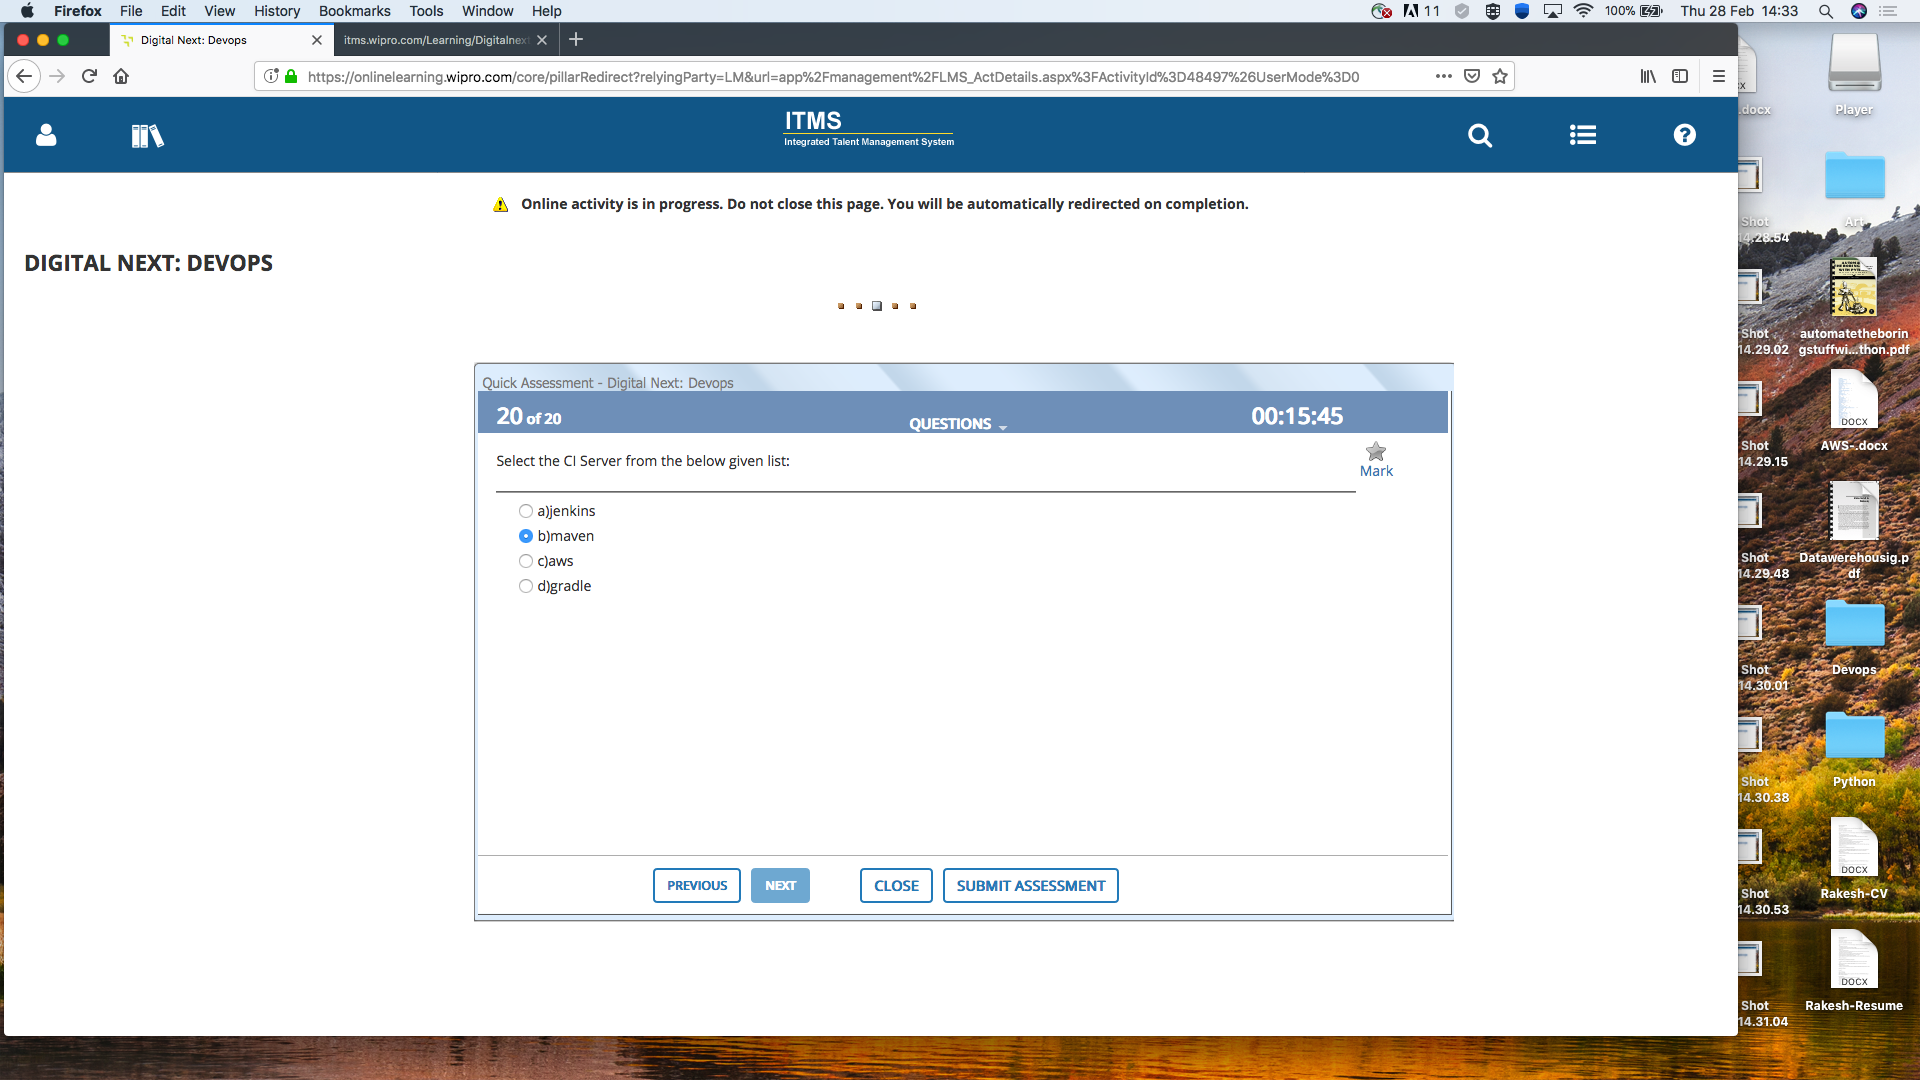 Firefox File Edit View History Bookmarks Tools Window Help
11
100%
Thu 28 Feb 14:33
Digital Next: Devops
itms.wipro.com/Learning/Digitalnex
https://onlinelearning.wipro.com/core/pillarRedirect?relyingParty=LM&url=app%2Fmanagement%2FLMS_ActDetails.aspx%3FActivityId%3D48497%26UserMode%3D0
ITMS
Integrated Talent Management System
Online activity is in progress. Do not close this page. You will be automatically redirected on completion.
DIGITAL NEXT: DEVOPS
Quick Assessment - Digital Next: Devops
20 of 20
QUESTIONS
00:15:45
Select the CI Server from the below given list:
Mark
a)jenkins
b)maven
c)aws
d)gradle
PREVIOUS
NEXT
CLOSE
SUBMIT ASSESSMENT
.docx
Shot
14.28.54
Shot
14.29.02
Shot
14.29.15
Shot
14.29.48
Shot
14.30.01
Shot
14.30.38
Shot
14.30.53
Shot
14.31.04
Player
Art
automatetheborin
gstuffwi...thon.pdf
DOCX
AWS-.docx
Datawerehousig.p
df
Devops
Python
DOCX
Rakesh-CV
DOCX
Rakesh-Resume